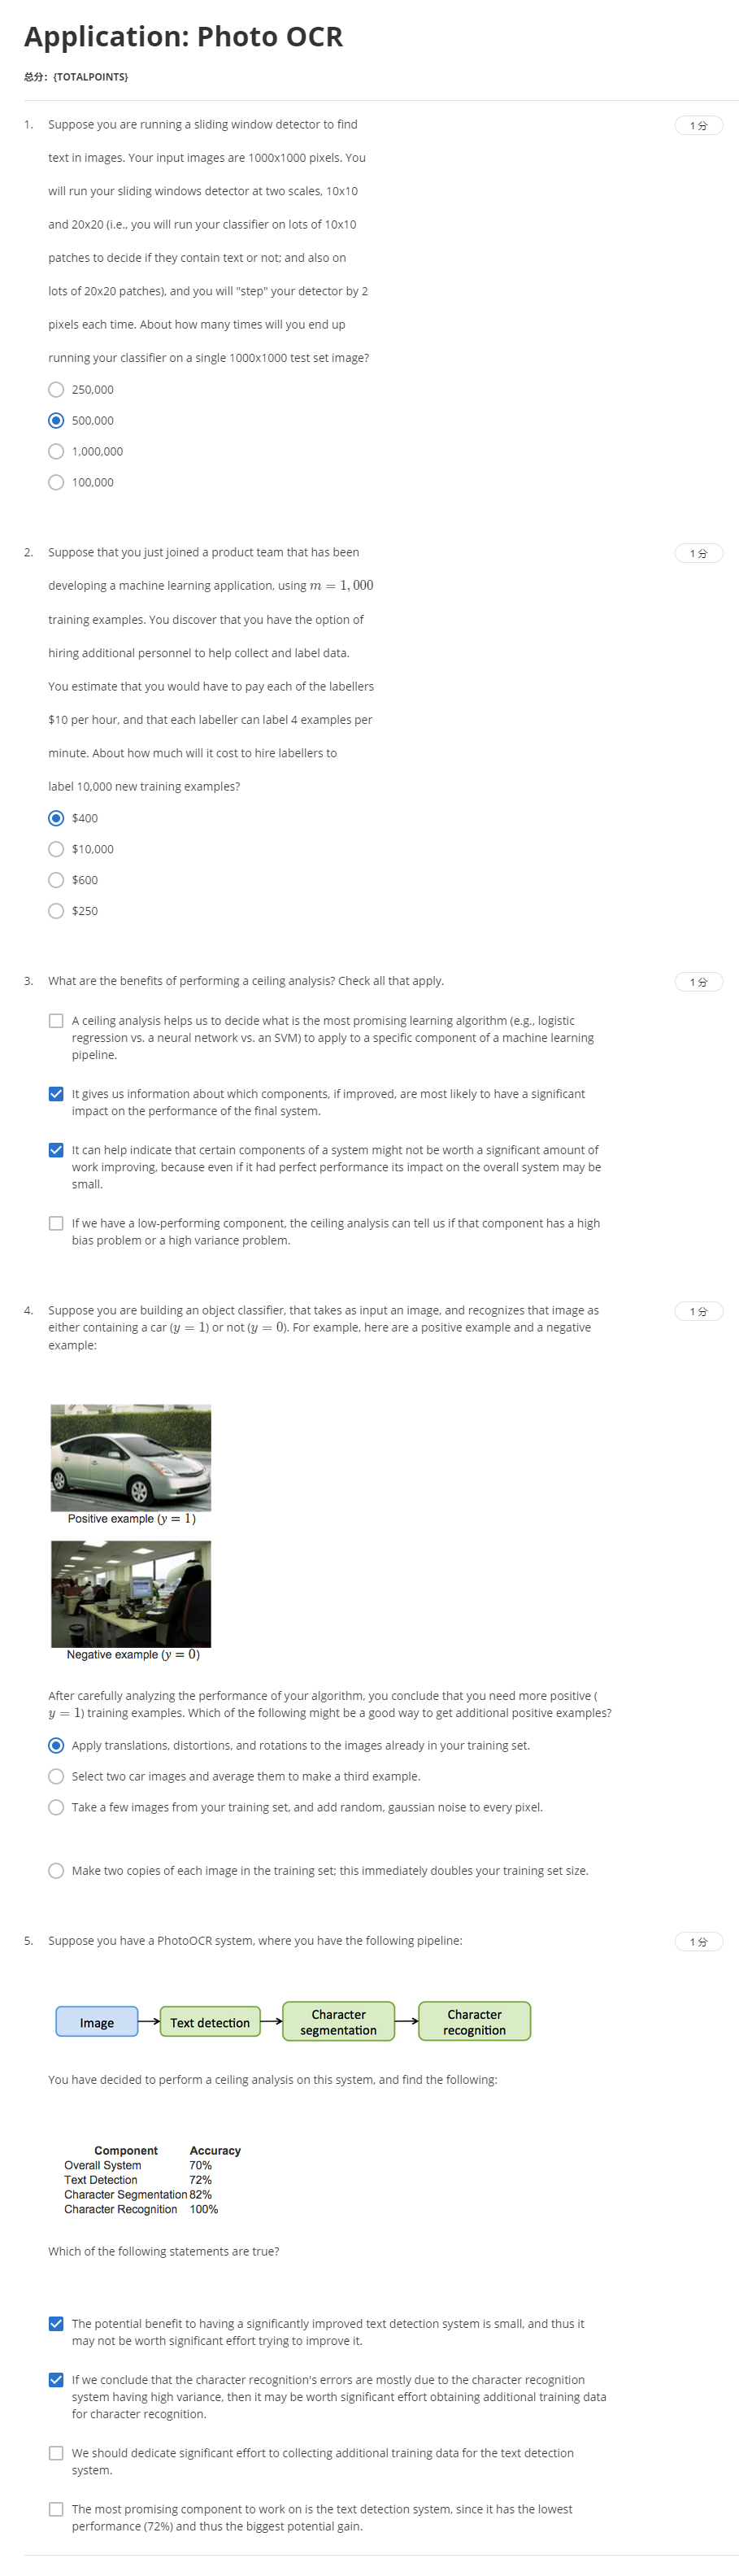 Application: Photo OCR
总分：{TOTALPOINTS}
1. Suppose you are running a sliding window detector to find
1 分
text in images. Your input images are 1000x1000 pixels. You
will run your sliding windows detector at two scales, 10x10
and 20x20 (i.e., you will run your classifier on lots of 10x10
patches to decide if they contain text or not; and also on
lots of 20x20 patches), and you will "step" your detector by 2
pixels each time. About how many times will you end up
running your classifier on a single 1000x1000 test set image?
250,000
500,000
1,000,000
100,000
2. Suppose that you just joined a product team that has been
1 分
developing a machine learning application, using m = 1, 000
training examples. You discover that you have the option of
hiring additional personnel to help collect and label data.
You estimate that you would have to pay each of the labellers
$10 per hour, and that each labeller can label 4 examples per
minute. About how much will it cost to hire labellers to
label 10,000 new training examples?
$400
$10,000
$600
$250
3. What are the benefits of performing a ceiling analysis? Check all that apply.
1 分
A ceiling analysis helps us to decide what is the most promising learning algorithm (e.g., logistic
regression vs. a neural network vs. an SVM) to apply to a specific component of a machine learning
pipeline.
It gives us information about which components, if improved, are most likely to have a significant
impact on the performance of the final system.
It can help indicate that certain components of a system might not be worth a significant amount of
work improving, because even if it had perfect performance its impact on the overall system may be
small.
If we have a low-performing component, the ceiling analysis can tell us if that component has a high
bias problem or a high variance problem.
4. Suppose you are building an object classifier, that takes as input an image, and recognizes that image as
1 分
either containing a car (y = 1) or not (y = 0). For example, here are a positive example and a negative
example:
Positive example (y = 1)
Negative example (y = 0)
After carefully analyzing the performance of your algorithm, you conclude that you need more positive (
y = 1) training examples. Which of the following might be a good way to get additional positive examples?
Apply translations, distortions, and rotations to the images already in your training set.
Select two car images and average them to make a third example.
Take a few images from your training set, and add random, gaussian noise to every pixel.
Make two copies of each image in the training set; this immediately doubles your training set size.
5. Suppose you have a PhotoOCR system, where you have the following pipeline:
1 分
Image
Text detection
Character
segmentation
Character
recognition
You have decided to perform a ceiling analysis on this system, and find the following:
Component Accuracy
Overall System 70%
Text Detection 72%
Character Segmentation 82%
Character Recognition 100%
Which of the following statements are true?
The potential benefit to having a significantly improved text detection system is small, and thus it
may not be worth significant effort trying to improve it.
If we conclude that the character recognition's errors are mostly due to the character recognition
system having high variance, then it may be worth significant effort obtaining additional training data
for character recognition.
We should dedicate significant effort to collecting additional training data for the text detection
system.
The most promising component to work on is the text detection system, since it has the lowest
performance (72%) and thus the biggest potential gain.